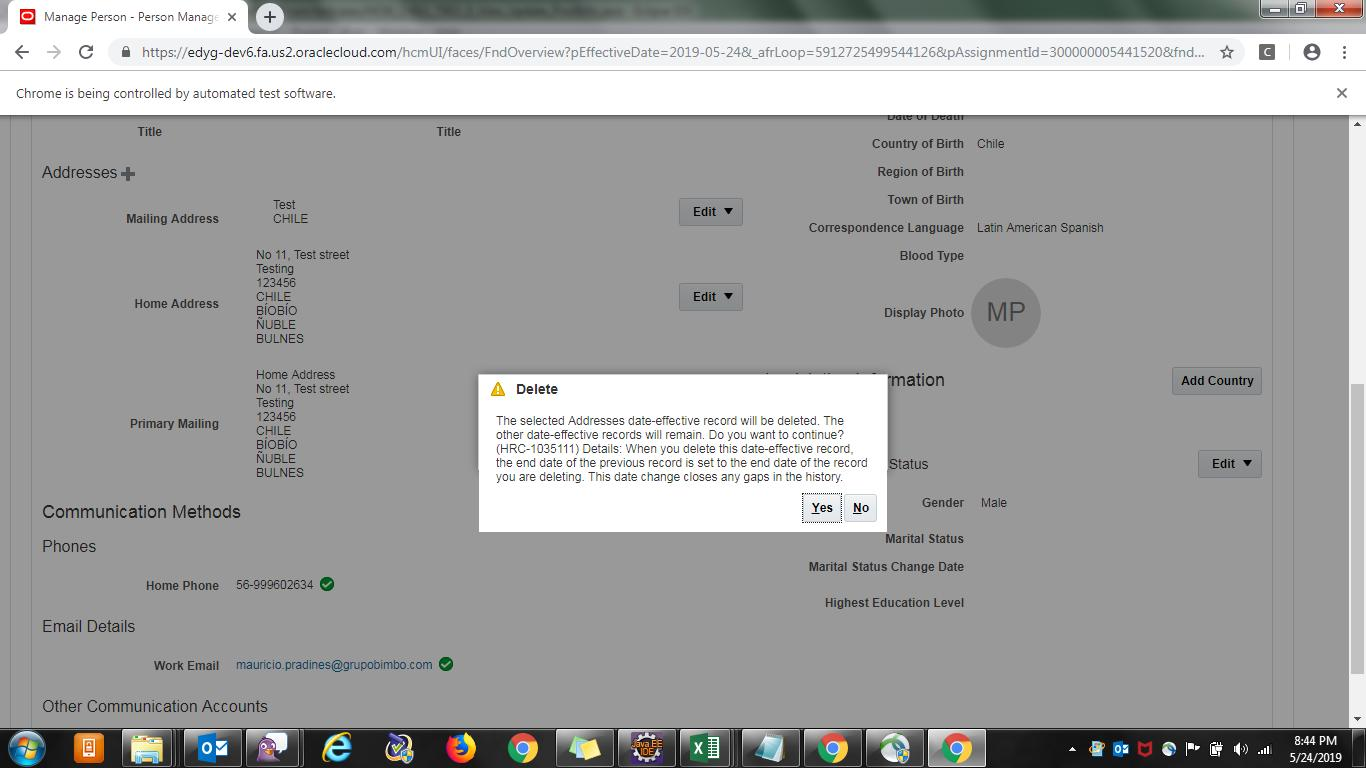 Manage Person - Person Manage
https://edyg-dev6.fa.us2.oraclecloud.com/hcmUI/faces/FndOverview?pEffectiveDate=2019-05-24&_afrLoop=5912725499544126&pAssignmentId=300000005441520&fnd...
C
Chrome is being controlled by automated test software.
Title Title
Date of Death
Country of Birth Chile
Addresses
Region of Birth
Test
Town of Birth
Mailing Address
CHILE
Edit
Correspondence Language Latin American Spanish
No 11, Test street
Blood Type
Testing
123456
CHILE
Home Address
Edit
BÍOBÍO
Display Photo MP
ÑUBLE
BULNES
Home Address
No 11, Test street
Testing
123456
Primary Mailing
CHILE
BÍOBÍO
ÑUBLE
BULNES
Add Country
Delete
The selected Addresses date-effective record will be deleted. The
other date-effective records will remain. Do you want to continue?
(HRC-1035111) Details: When you delete this date-effective record,
the end date of the previous record is set to the end date of the record
you are deleting. This date change closes any gaps in the history.
Yes No
Status
Edit
Gender Male
Marital Status
Marital Status Change Date
Highest Education Level
Communication Methods
Phones
Home Phone 56-999602634
Email Details
Work Email mauricio.pradines@grupobimbo.com
Other Communication Accounts
Java EE
IDE
8:44 PM
5/24/2019